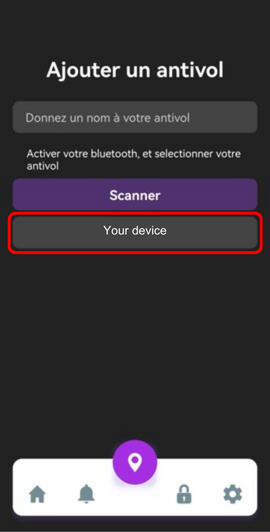 Ajouter un antivol
Donnez un nom à votre antivol
Activer votre bluetooth, et selectionner votre
antivol
Scanner
Your device